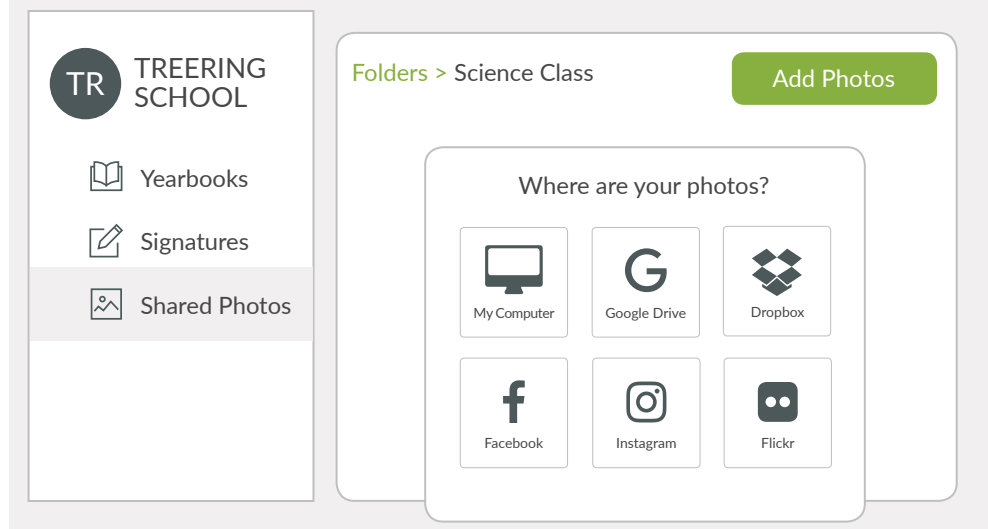 TR
TREERING
SCHOOL
Yearbooks
Signatures
Shared Photos
Folders > Science Class
Add Photos
Where are your photos?
My Computer
Google Drive
Dropbox
Facebook
Instagram
Flickr